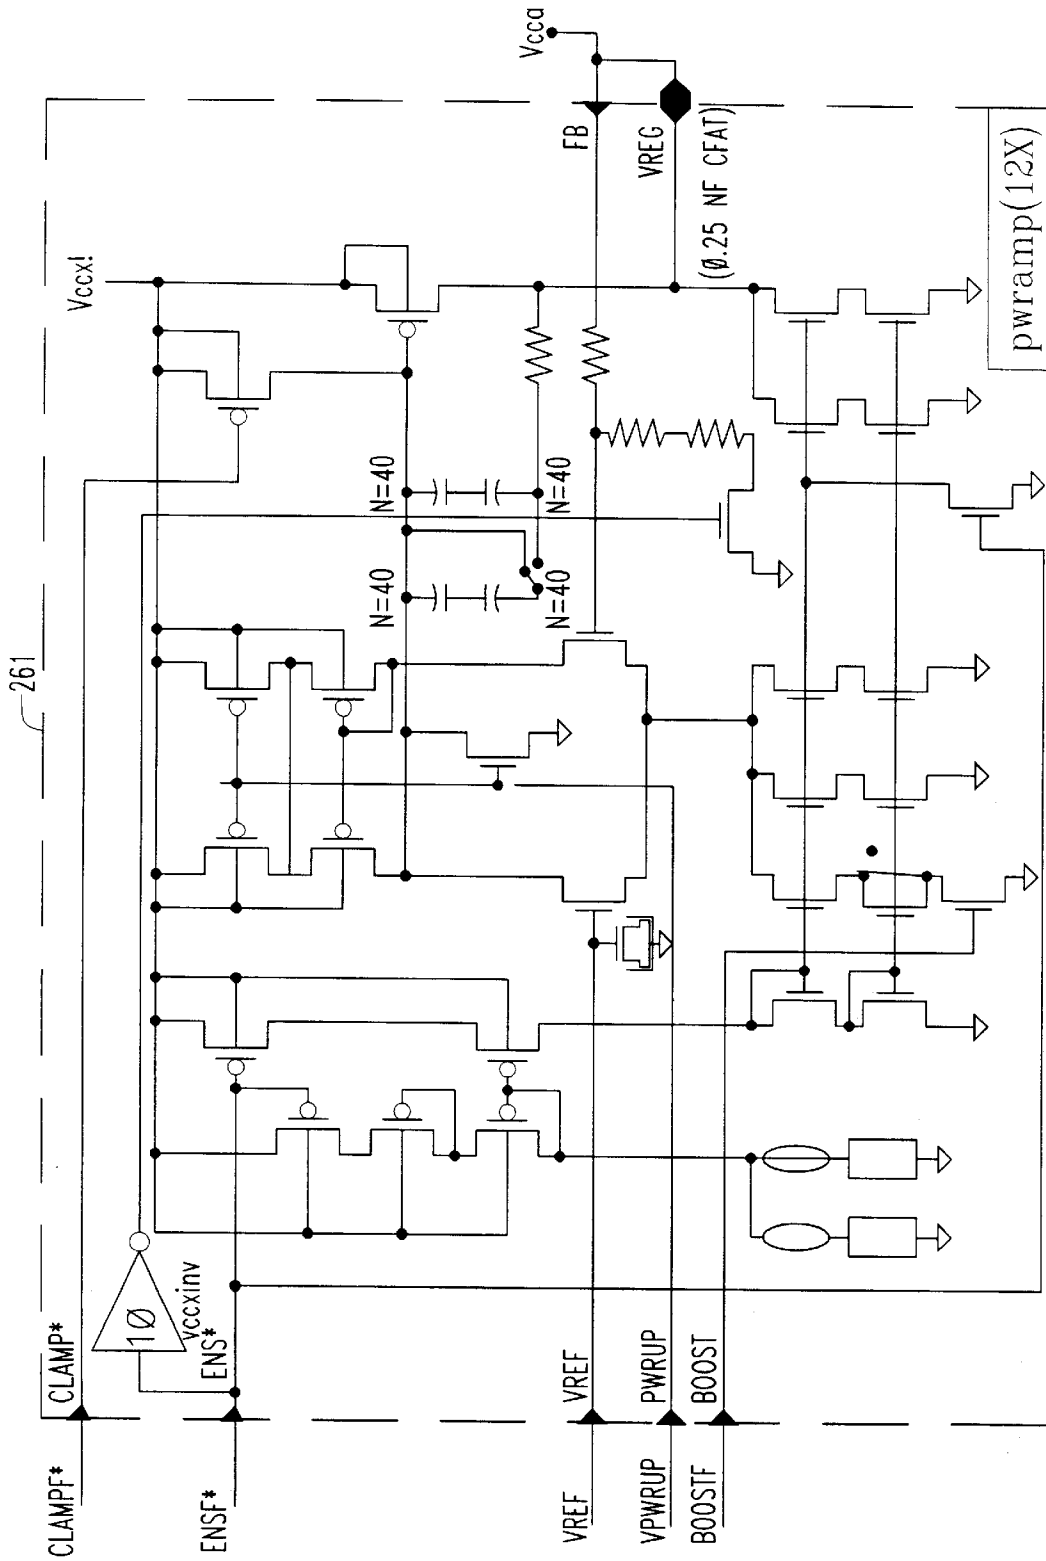 261
Vccx!
Vcca
FB
VREG
(Ø.25 NF CFAT)
N=40
N=40
N=40
N=40
CLAMPF*
CLAMP*
1Ø
vccxinv
ENSF*
ENS*
VREF
VREF
VPWRUP
PWRUP
BOOSTF
BOOST
pwramp(12X)